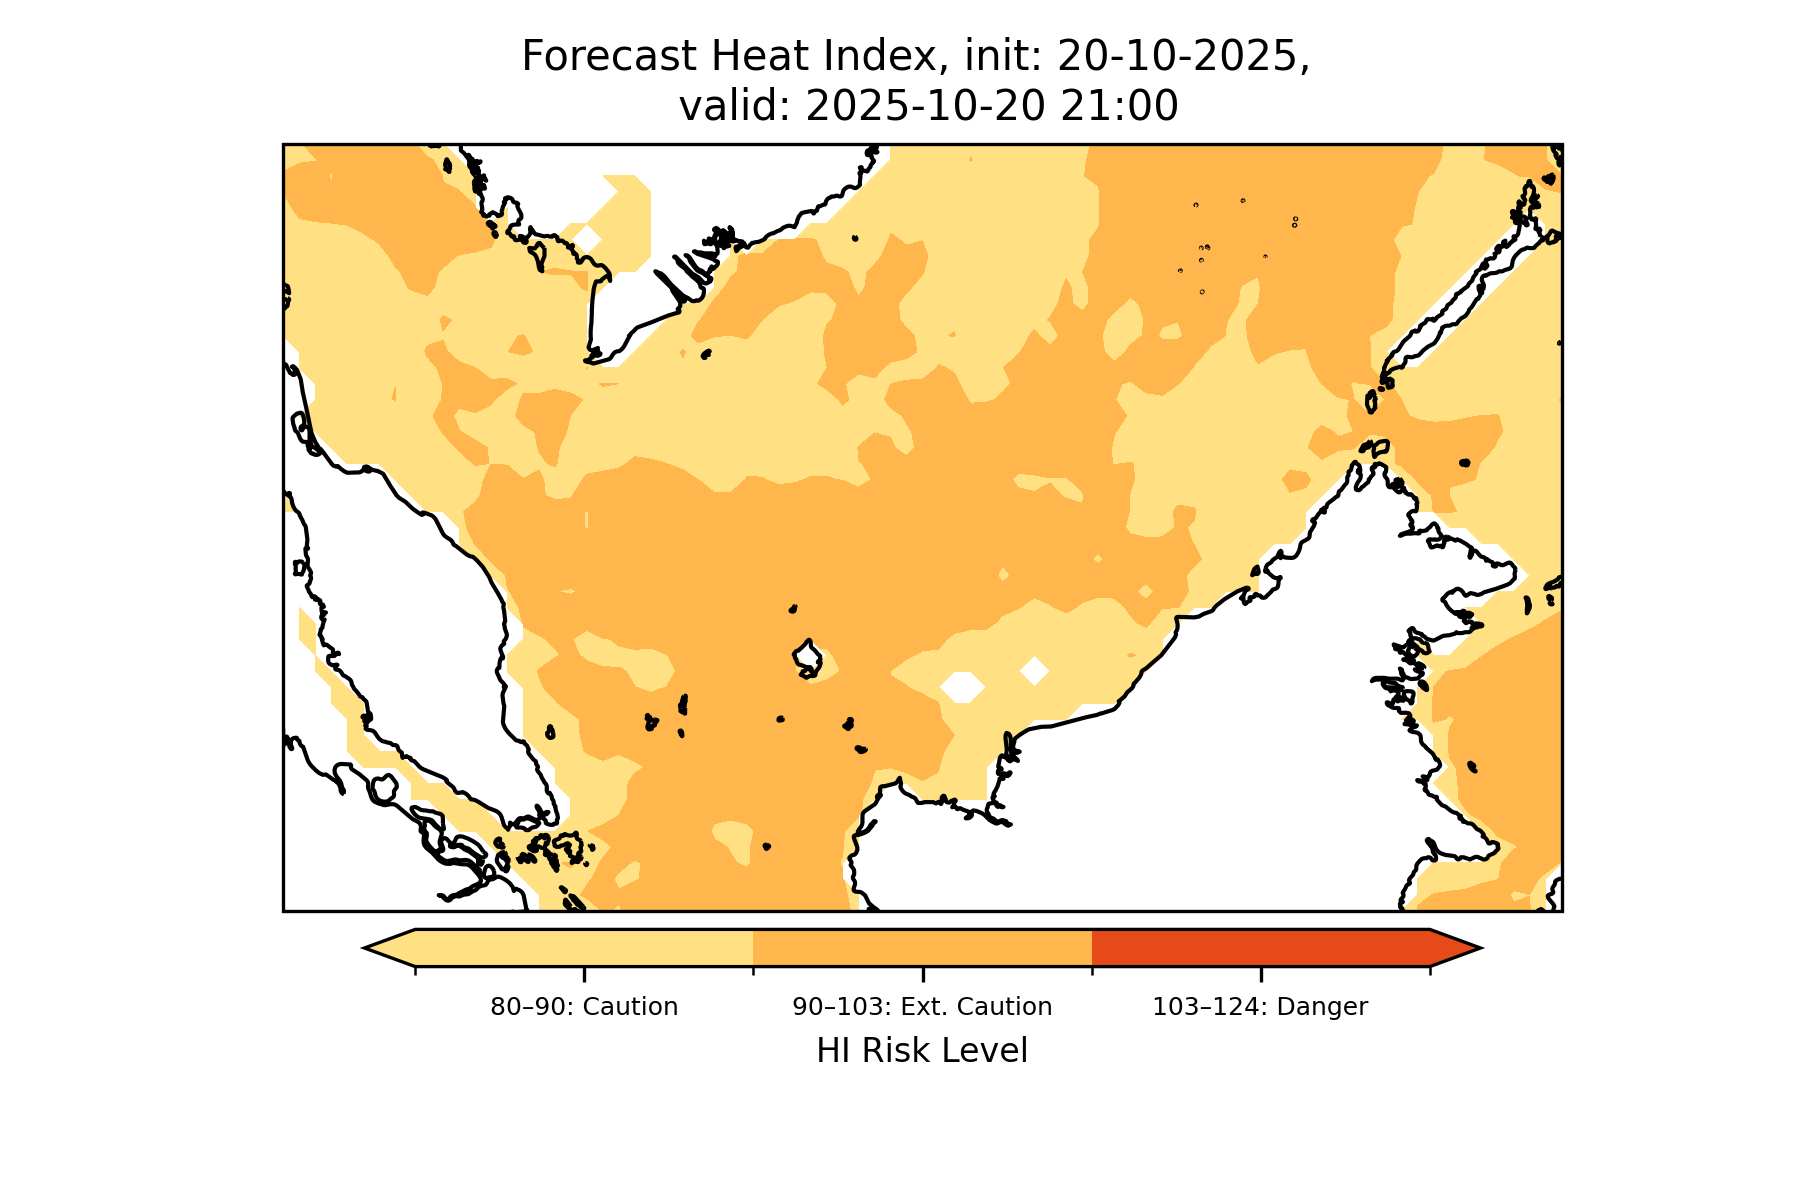 Forecast Heat Index, init: 20-10-2025,
valid: 2025-10-20 21:00
80–90: Caution
90–103: Ext. Caution
103–124: Danger
HI Risk Level